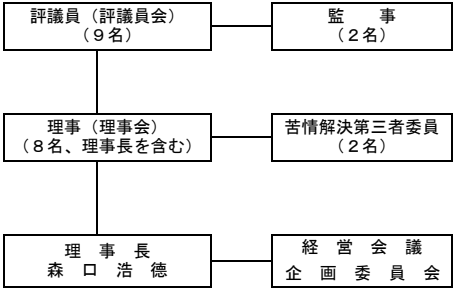 評議員（評議員会）
（９名）
監　　事
（２名）
理事（理事会）
（８名、理事長を含む）
苦情解決第三者委員
（２名）
理　事　長
森　口　浩　德
経　営　会　議
企　画　委　員　会